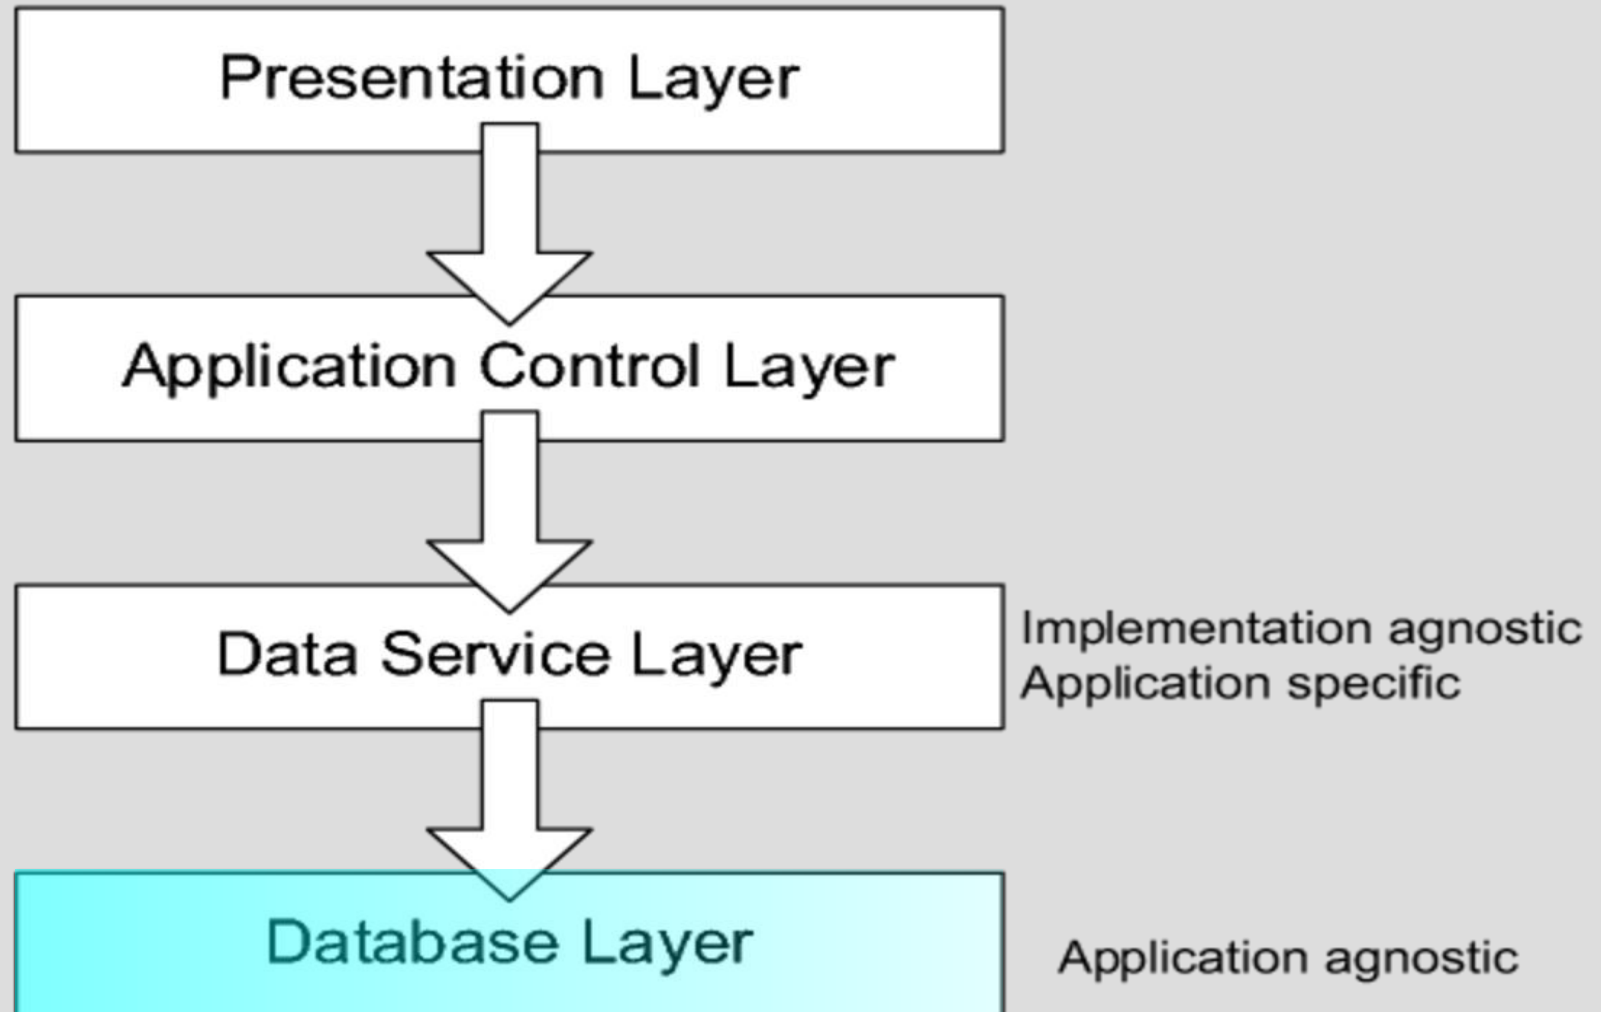 Presentation Layer
Application Control Layer
Data Service Layer
Implementation agnostic
Application specific
Database Layer
Application agnostic